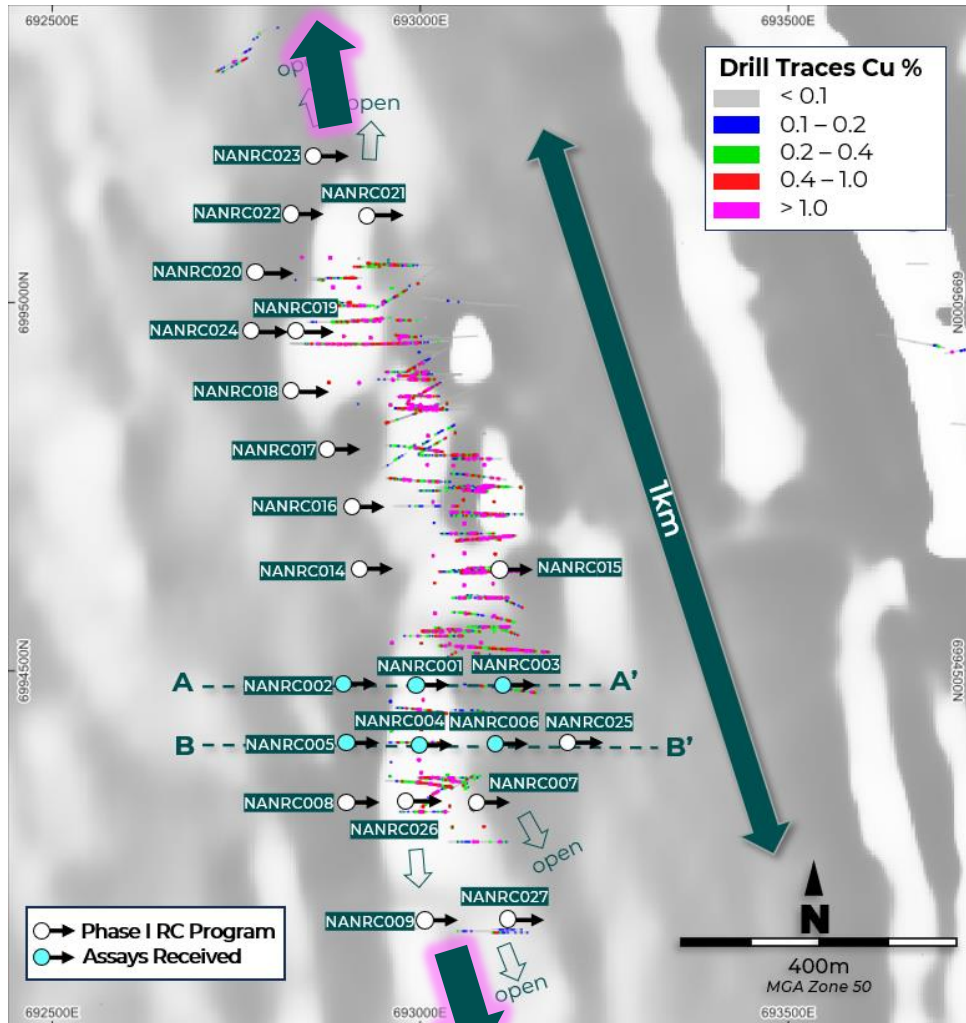 692500E
693000E
693500E
Drill Traces Cu %
< 0.1
0.1 – 0.2
0.2 – 0.4
0.4 – 1.0
> 1.0
open
NANRC023
NANRC021
NANRC022
NANRC020
6995000N
6995000N
NANRC019
NANRC024
NANRC018
NANRC017
NANRC016
1km
NANRC014
NANRC015
6994500N
6994500N
NANRC001
NANRC003
A
NANRC002
A'
NANRC004
NANRC006
NANRC025
B
NANRC005
B'
NANRC007
NANRC008
NANRC026
open
NANRC027
NANRC009
N
Phase I RC Program
Assays Received
400m
MGA Zone 50
open
692500E
693000E
693500E